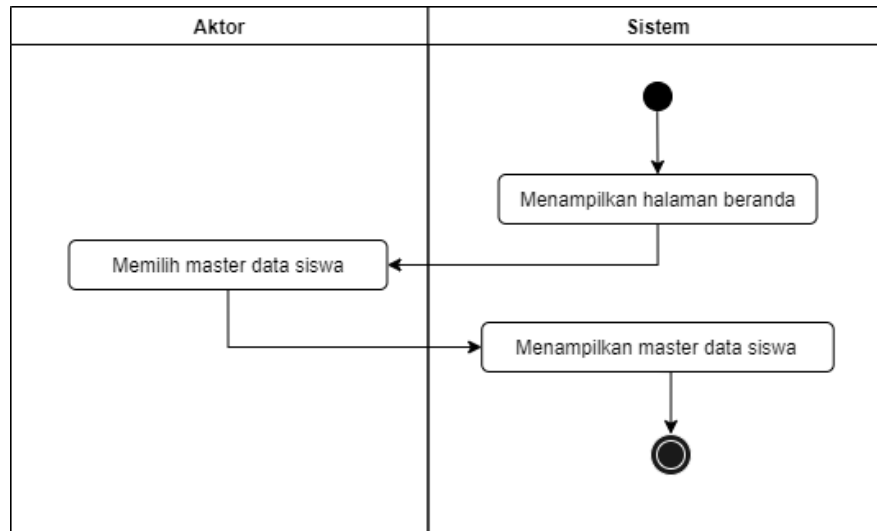 Aktor
Sistem
Menampilkan halaman beranda
Memilih master data siswa
Menampilkan master data siswa